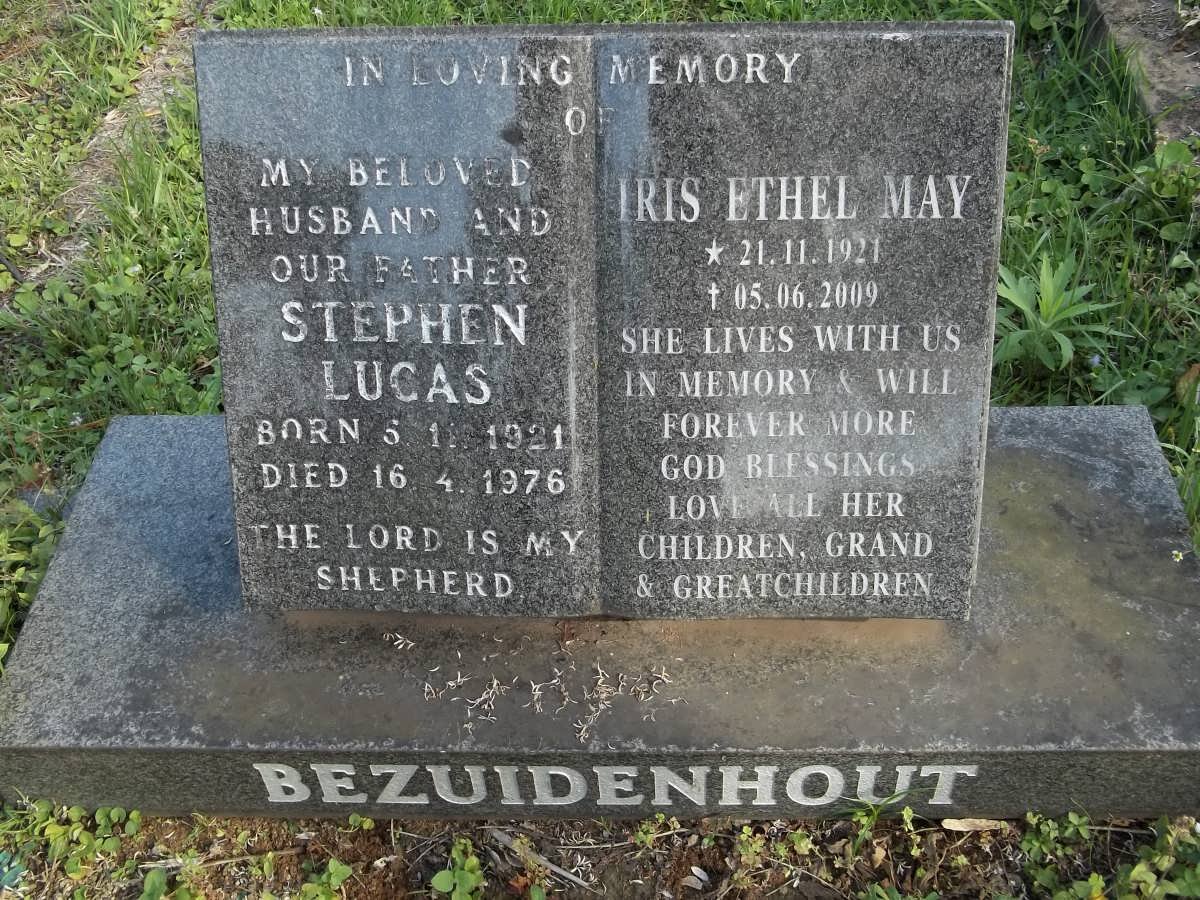 IN LOVING MEMORY
OF
MY BELOVED
HUSBAND AND
OUR FATHER
STEPHEN
LUCAS
BORN 1921
DIED 16 4. 1976
THE LORD IS MY
SHEPHERD
IRIS ETHEL MAY
★ 21.11.1921
† 05.06.2009
SHE LIVES WITH US
IN MEMORY & WILL
FOREVER MORE
GOD BLESSINGS
LOVE ALL HER
CHILDREN, GRAND
& GREATCHILDREN
BEZUIDENHOUT